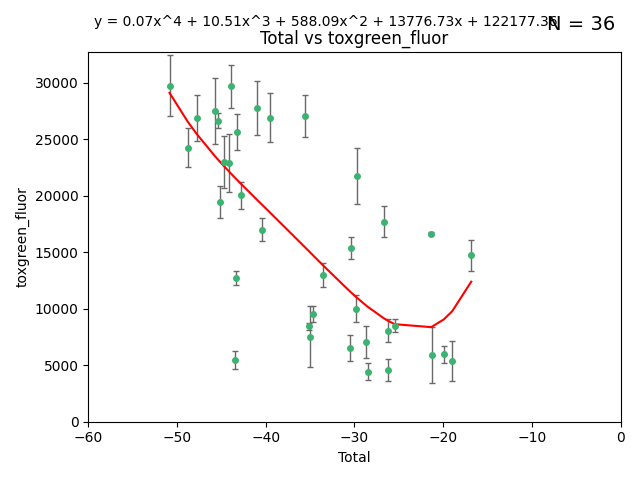 y = 0.07x^4 + 10.51x^3 + 588.09x^2 + 13776.73x + 122177.36
N = 36
Total vs toxgreen_fluor
30000
25000
20000
15000
10000
5000
0
toxgreen_fluor
−60
−50
−40
−30
−20
−10
0
Total